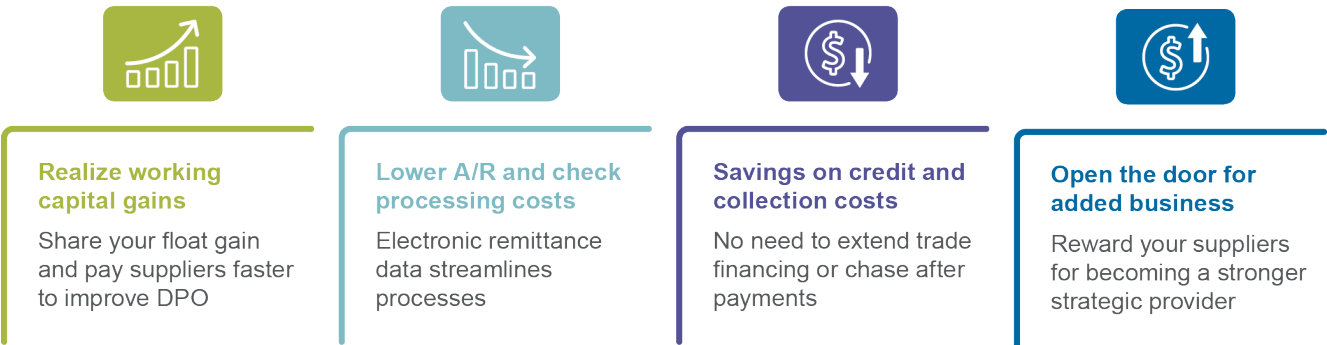 Realize working
capital gains
Share your float gain
and pay suppliers faster
to improve DPO
Lower A/R and check
processing costs
Electronic remittance
data streamlines
processes
Savings on credit and
collection costs
No need to extend trade
financing or chase after
payments
Open the door for
added business
Reward your suppliers
for becoming a stronger
strategic provider